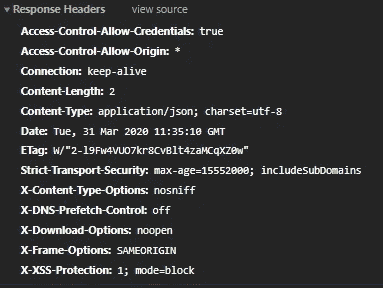 Response Headers view source
Access-Control-Allow-Credentials: true
Access-Control-Allow-Origin: *
Connection: keep-alive
Content-Length: 2
Content-Type: application/json; charset=utf-8
Date: Tue, 31 Mar 2020 11:35:10 GMT
ETag: W/"2-l9Fw4VUO7kr8CvBlt4zaMCqXZ0w"
Strict-Transport-Security: max-age=15552000; includeSubDomains
X-Content-Type-Options: nosniff
X-DNS-Prefetch-Control: off
X-Download-Options: noopen
X-Frame-Options: SAMEORIGIN
X-XSS-Protection: 1; mode=block